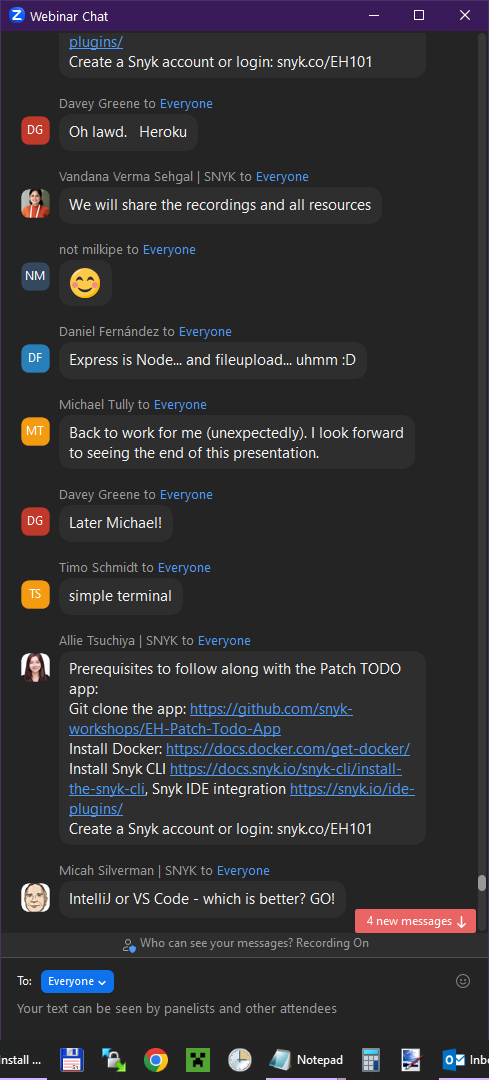 Webinar Chat
plugins/
Create a Snyk account or login: snyk.co/EH101
Davey Greene to Everyone
DG
Oh lawd.   Heroku
Vandana Verma Sehgal | SNYK to Everyone
We will share the recordings and all resources
not milkipe to Everyone
NM
Daniel Fernández to Everyone
DF
Express is Node... and fileupload... uhmm :D
Michael Tully to Everyone
MT
Back to work for me (unexpectedly). I look forward
to seeing the end of this presentation.
Davey Greene to Everyone
DG
Later Michael!
Timo Schmidt to Everyone
TS
simple terminal
Allie Tsuchiya | SNYK to Everyone
Prerequisites to follow along with the Patch TODO
app:
Git clone the app: https://github.com/snyk-
workshops/EH-Patch-Todo-App
Install Docker: https://docs.docker.com/get-docker/
Install Snyk CLI https://docs.snyk.io/snyk-cli/install-
the-snyk-cli, Snyk IDE integration https://snyk.io/ide-
plugins/
Create a Snyk account or login: snyk.co/EH101
Micah Silverman | SNYK to Everyone
IntelliJ or VS Code - which is better? GO!
4 new messages ↓
Who can see your messages? Recording On
To: Everyone
Your text can be seen by panelists and other attendees
nstall ... Notepad Inbo